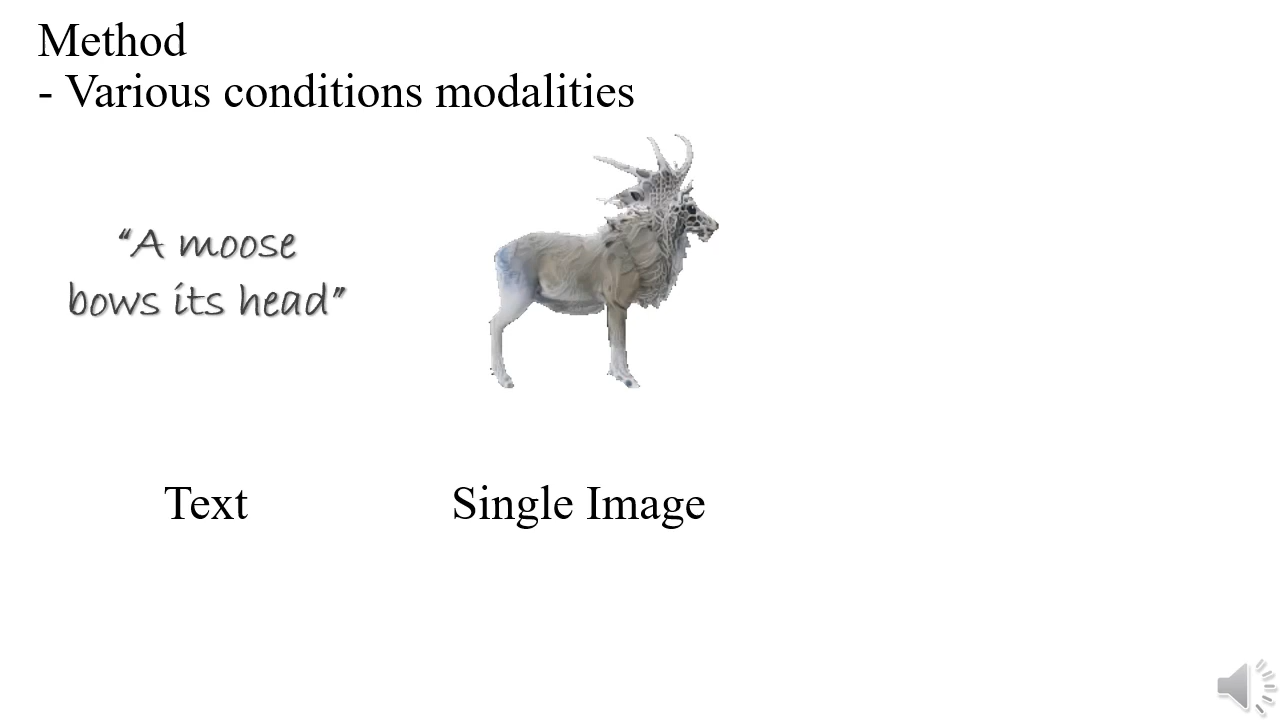 Method
- Various conditions modalities
“A moose
bows its head”
Text
Single Image